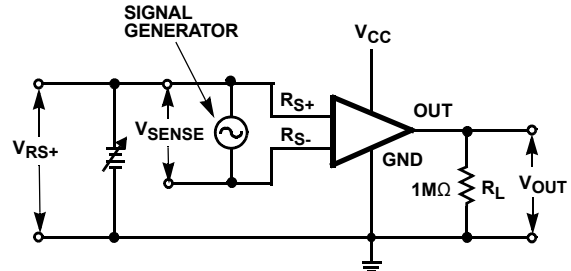 SIGNAL
GENERATOR
VCC
RS+
OUT
VRS+
VSENSE
RS-
GND
1MΩ
RL
VOUT